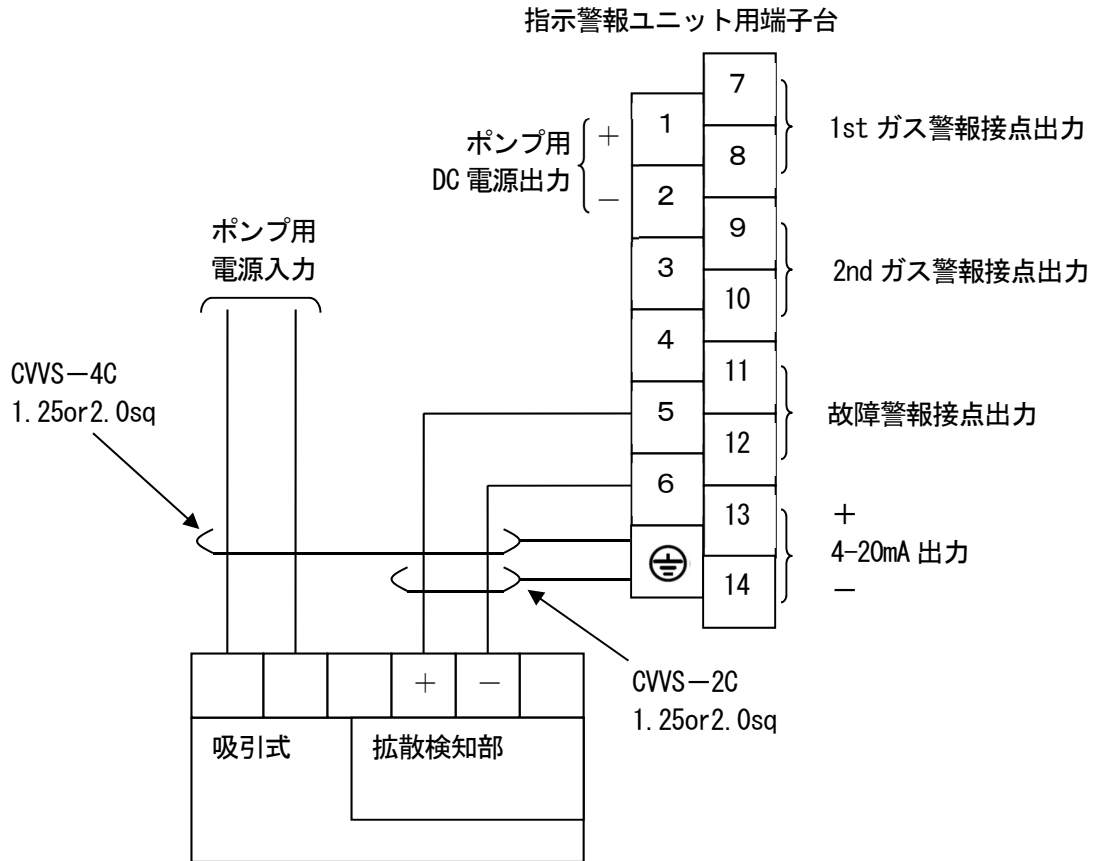 指示警報ユニット用端子台
ポンプ用
DC 電源出力
＋
－
1
2
3
4
5
6
7
8
9
10
11
12
13
14
1st ガス警報接点出力
2nd ガス警報接点出力
故障警報接点出力
＋
4-20mA 出力
－
ポンプ用
電源入力
CVVS－4C
1.25or2.0sq
CVVS－2C
1.25or2.0sq
＋
－
吸引式
拡散検知部